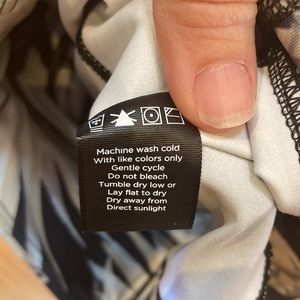 Machine wash cold
With like colors only
Gentle cycle
Do not bleach
Tumble dry low or
Lay flat to dry
Dry away from
Direct sunlight